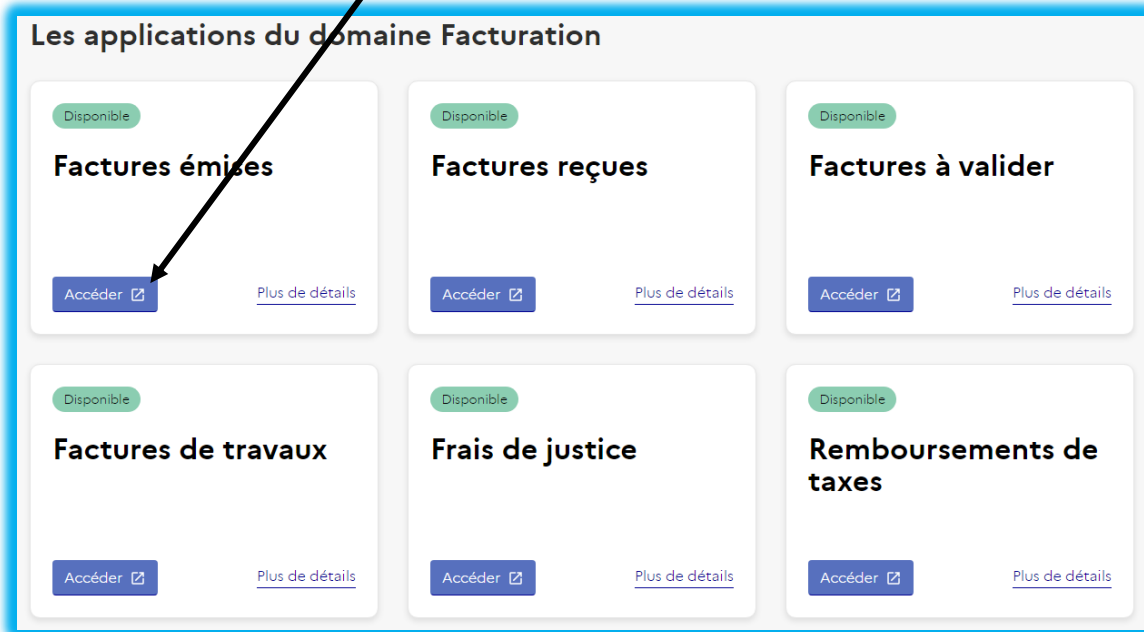 Les applications du domaine Facturation
Disponible
Factures émises
Accéder
Plus de détails
Disponible
Factures reçues
Accéder
Plus de détails
Disponible
Factures à valider
Accéder
Plus de détails
Disponible
Factures de travaux
Accéder
Plus de détails
Disponible
Frais de justice
Accéder
Plus de détails
Disponible
Remboursements de
taxes
Accéder
Plus de détails